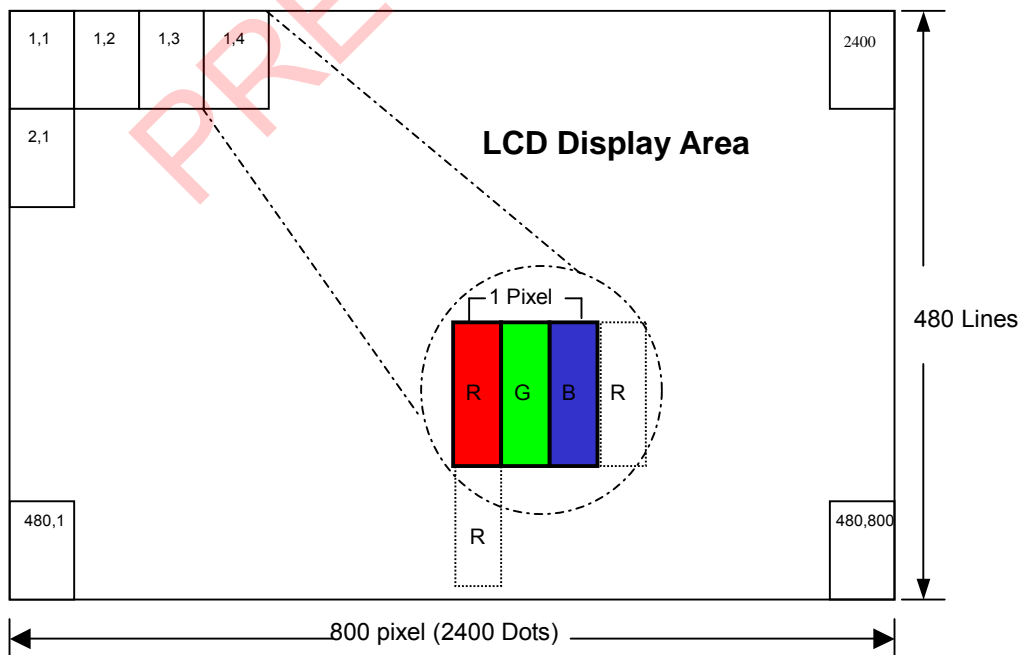 PRE
1,1 1,2 1,3 1,4 2400
2,1
LCD Display Area
1 Pixel
480 Lines
R G B R
480,1 480,800
R
800 pixel (2400 Dots)